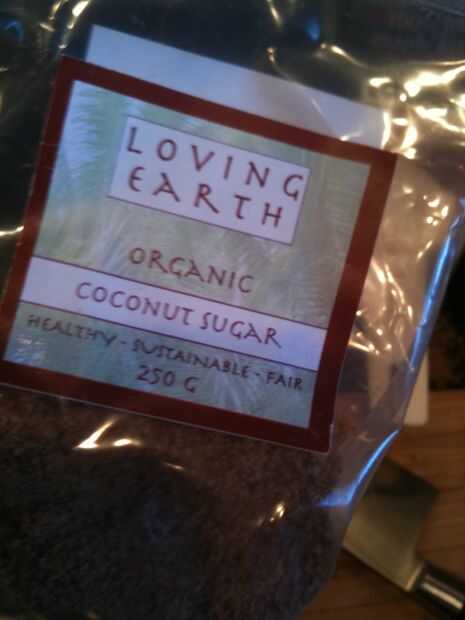 LOVING
EARTH
ORGANIC
COCONUT SUGAR
HEALTHY - SUSTAINABLE - FAIR
250 G